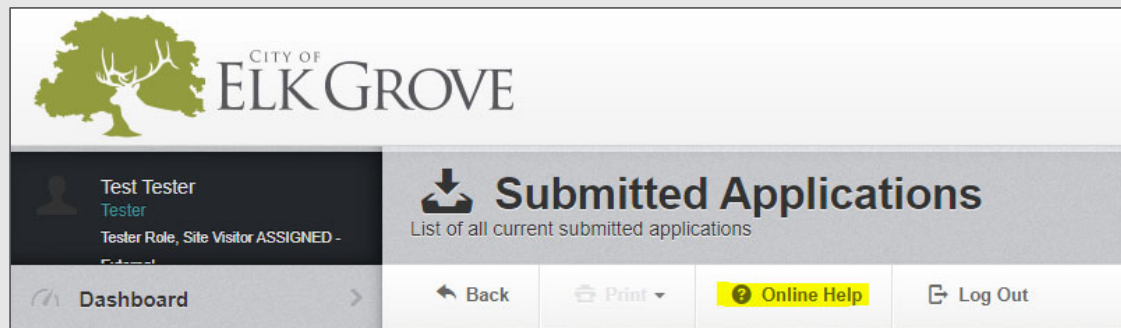 CITY OF
ELK GROVE
Test Tester
Tester
Tester Role, Site Visitor ASSIGNED -
External
Submitted Applications
List of all current submitted applications
Dashboard
Back
Print
Online Help
Log Out